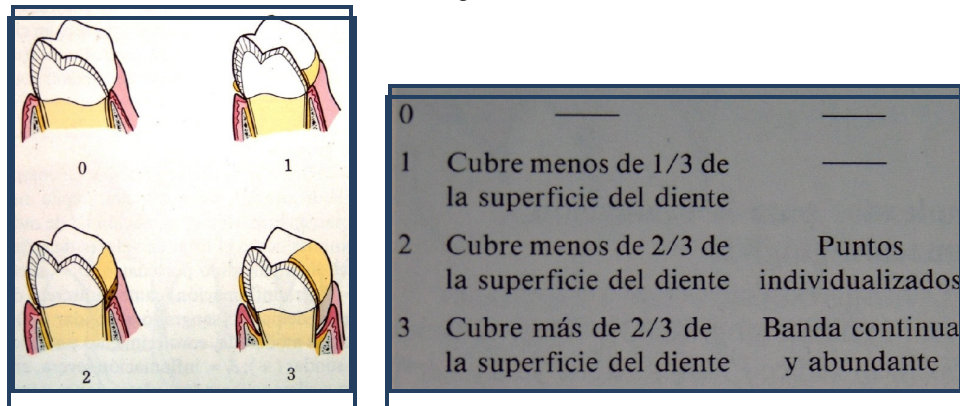 0
1
2
3
0
1 Cubre menos de 1/3 de
la superficie del diente
2 Cubre menos de 2/3 de Puntos
la superficie del diente individualizados
3 Cubre más de 2/3 de Banda continua
la superficie del diente y abundante